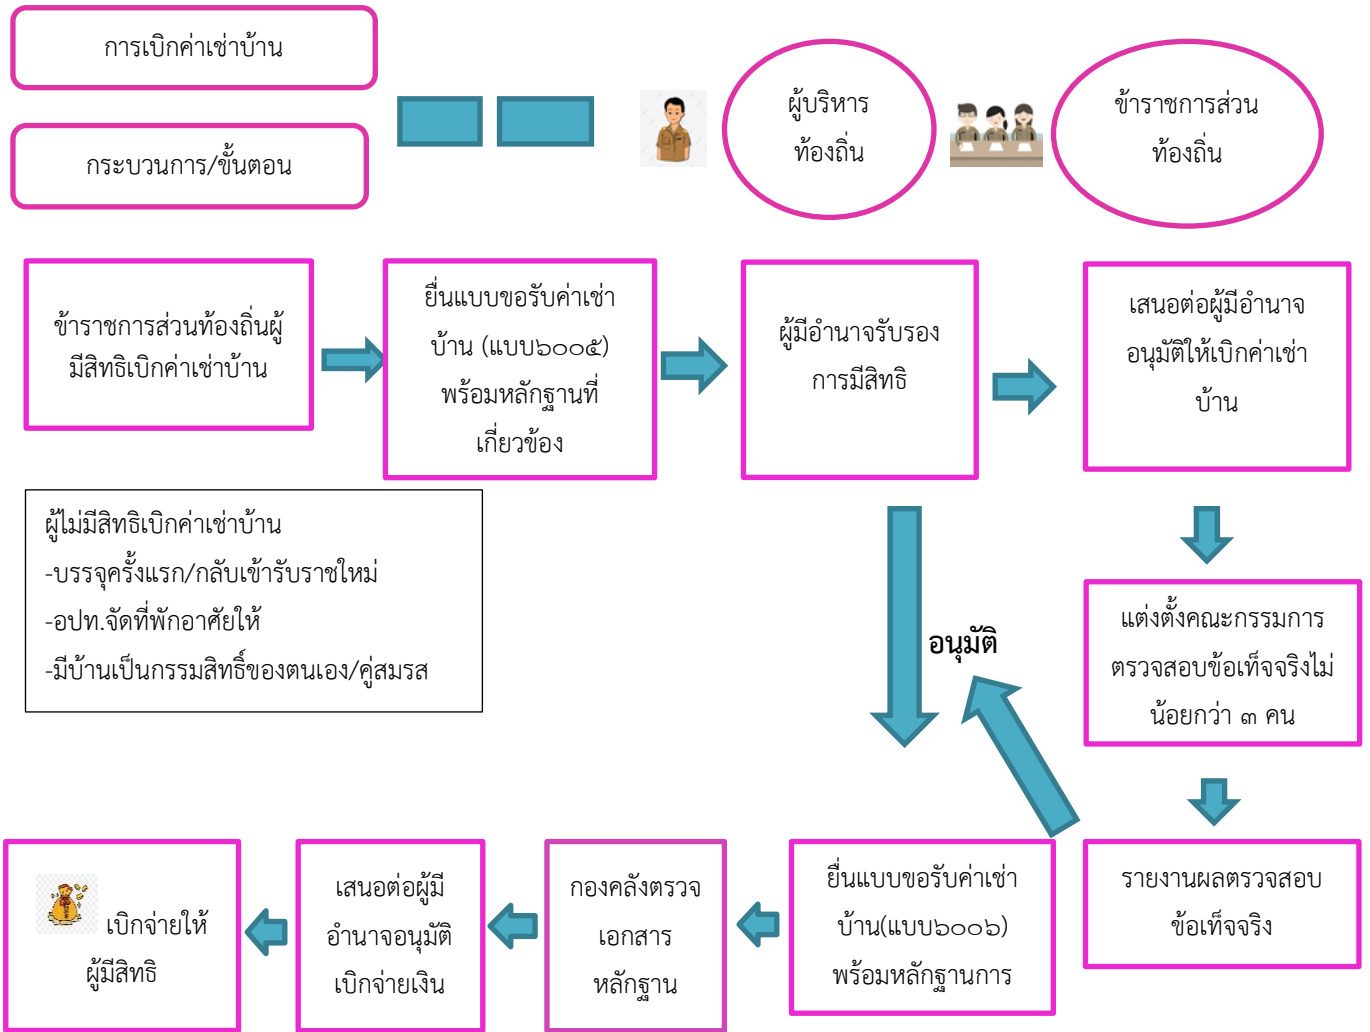 การเบิกค่าเช่าบ้าน
กระบวนการ/ขั้นตอน
ผู้บริหาร
ท้องถิ่น
ข้าราชการส่วน
ท้องถิ่น
ข้าราชการส่วนท้องถิ่นผู้
มีสิทธิเบิกค่าเช่าบ้าน
ยื่นแบบขอรับค่าเช่า
บ้าน (แบบ๖๐๐๕)
พร้อมหลักฐานที่
เกี่ยวข้อง
ผู้มีอำนาจรับรอง
การมีสิทธิ
เสนอต่อผู้มีอำนาจ
อนุมัติให้เบิกค่าเช่า
บ้าน
ผู้ไม่มีสิทธิเบิกค่าเช่าบ้าน
-บรรจุครั้งแรก/กลับเข้ารับราชใหม่
-อปท.จัดที่พักอาศัยให้
-มีบ้านเป็นกรรมสิทธิ์ของตนเอง/คู่สมรส
อนุมัติ
แต่งตั้งคณะกรรมการ
ตรวจสอบข้อเท็จจริงไม่
น้อยกว่า ๓ คน
เบิกจ่ายให้
ผู้มีสิทธิ
เสนอต่อผู้มี
อำนาจอนุมัติ
เบิกจ่ายเงิน
กองคลังตรวจ
เอกสาร
หลักฐาน
ยื่นแบบขอรับค่าเช่า
บ้าน(แบบ๖๐๐๖)
พร้อมหลักฐานการ
รายงานผลตรวจสอบ
ข้อเท็จจริง